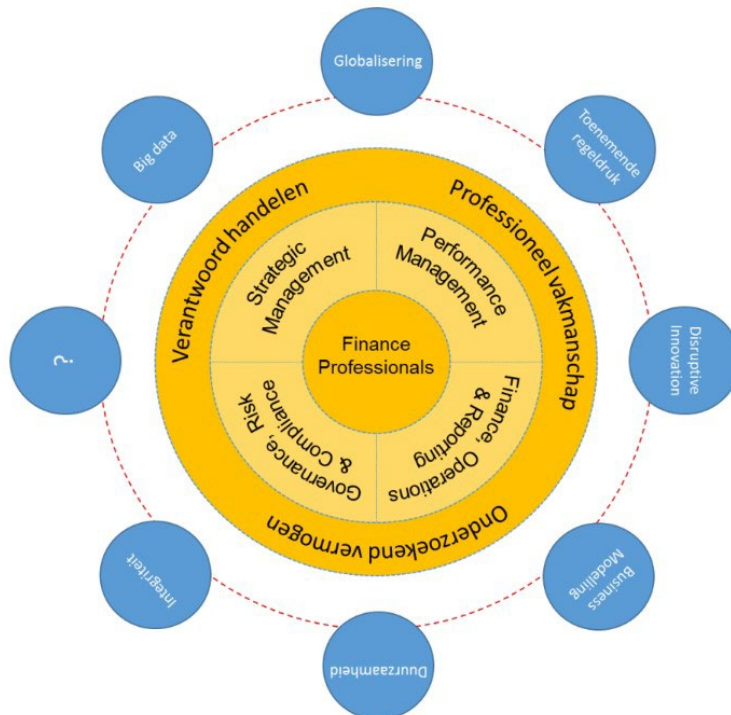 Globalisering
Toenemende
regeldruk
Disruptive
Innovation
Business
Modelling
Duurzaamheid
Integriteit
?
Big data
Verantwoord handelen
Professioneel vakmanschap
Onderzoekend vermogen
Strategic
Management
Performance
Management
Finance, Operations
& Reporting
Governance, Risk
& Compliance
Finance
Professionals